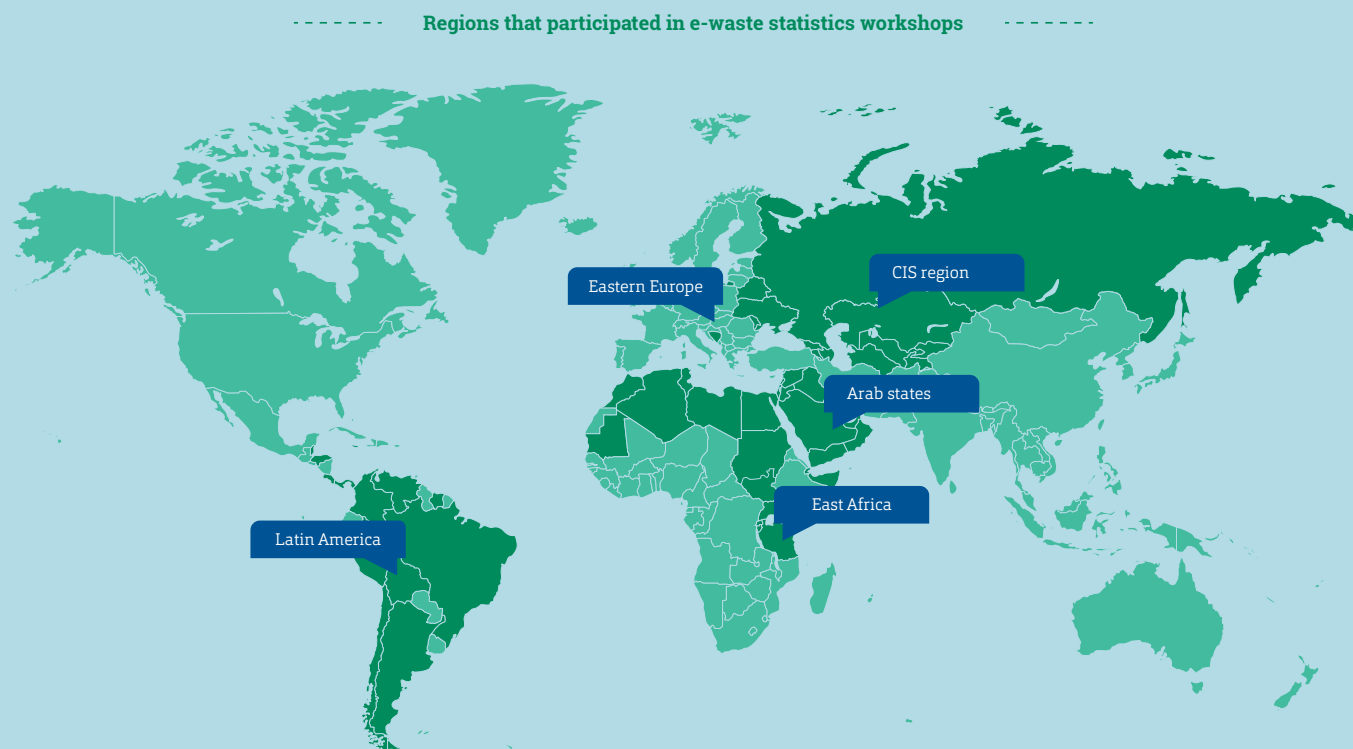 Regions that participated in e-waste statistics workshops
CIS region
Eastern Europe
Arab states
East Africa
Latin America